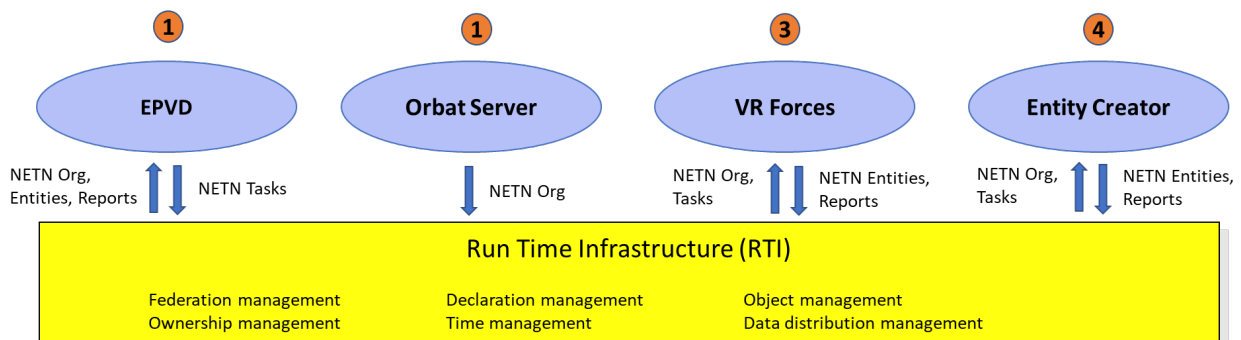 1
1
3
4
EPVD
Orbat Server
VR Forces
Entity Creator
NETN Org,
Entities, Reports
NETN Tasks
NETN Org
NETN Org,
Tasks
NETN Entities,
Reports
NETN Org,
Tasks
NETN Entities,
Reports
Run Time Infrastructure (RTI)
Federation management
Ownership management
Declaration management
Time management
Object management
Data distribution management